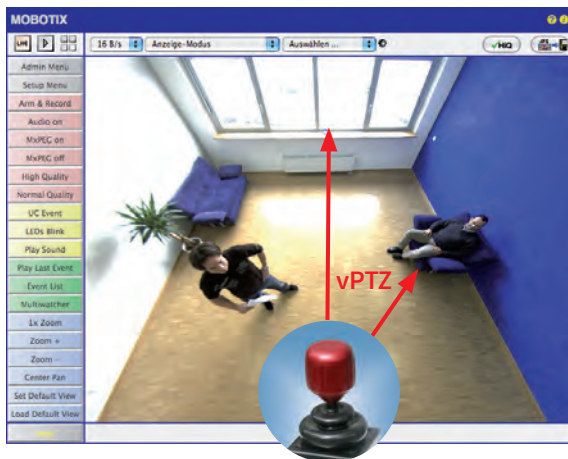 MOBOTIX
LIVE
16 B/s Anzeige-Modus Auswählen ... HIQ
Admin Menu
Setup Menu
Arm & Record
Audio on
MxPEG on
MxPEG off
High Quality
Normal Quality
UC Event
LEDs Blink
Play Sound
Play Last Event
Event List
Multiwatcher
1x Zoom
Zoom +
Zoom −
Center Pan
Set Default View
Load Default View
vPTZ